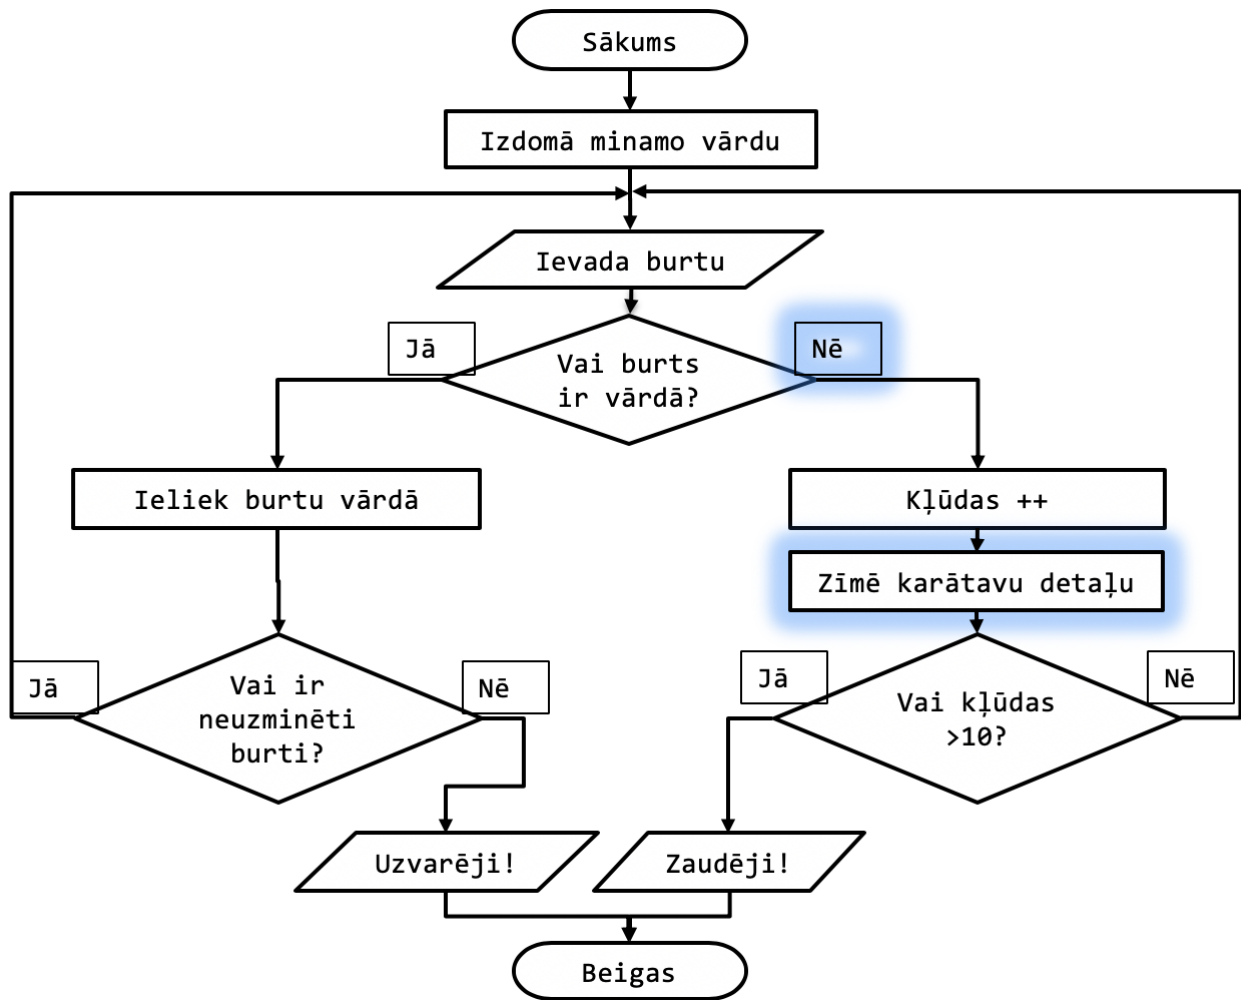 Sākums
Izdomā minamo vārdu
Ievada burtu
Jā
Nē
Vai burts
ir vārdā?
Ieliek burtu vārdā
Kļūdas ++
Zīmē karātavu detaļu
Jā
Vai ir
neuzminēti
burti?
Nē
Jā
Vai kļūdas
>10?
Nē
Uzvarēji!
Zaudēji!
Beigas